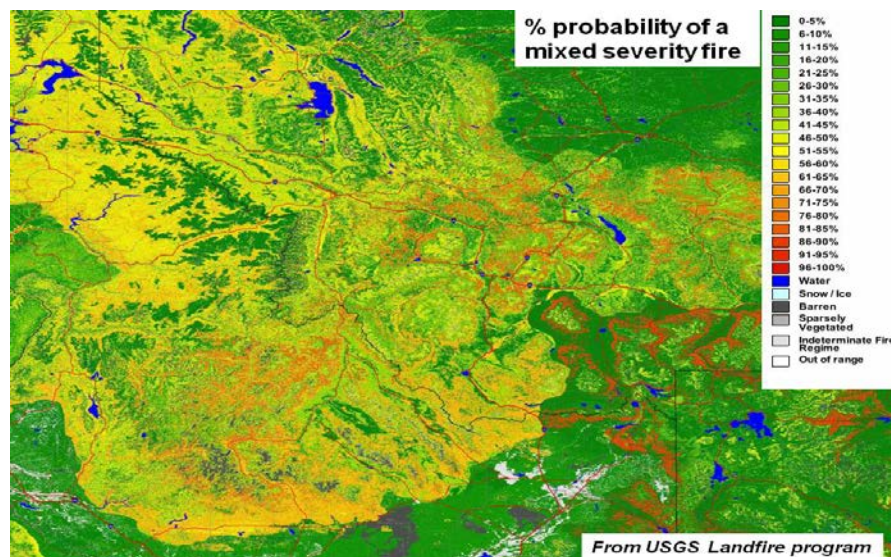 % probability of a
mixed severity fire
0-5%
6-10%
11-15%
16-20%
21-25%
26-30%
31-35%
36-40%
41-45%
46-50%
51-55%
56-60%
61-65%
66-70%
71-75%
76-80%
81-85%
86-90%
91-95%
96-100%
Water
Snow / Ice
Barren
Sparsely
Vegetated
Indeterminate Fire
Regime
Out of range
From USGS Landfire program